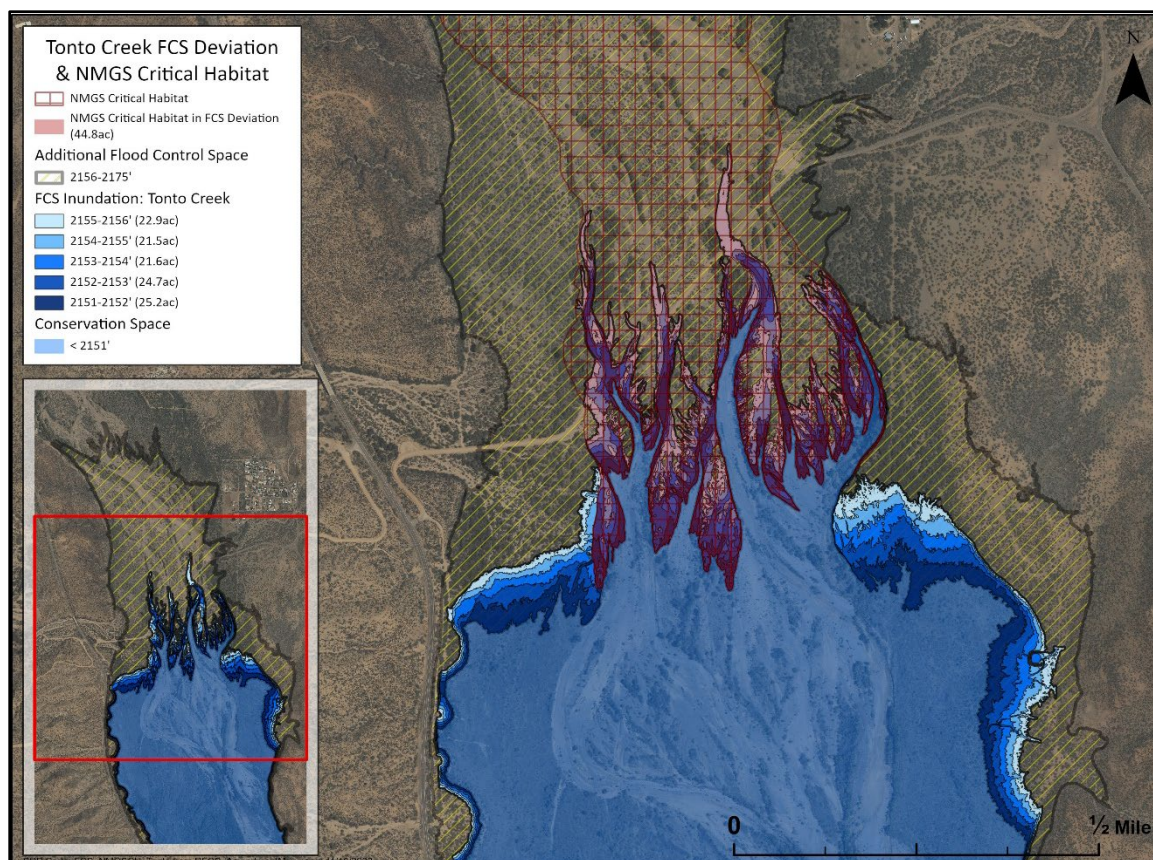 Tonto Creek FCS Deviation
& NMGS Critical Habitat
NMGS Critical Habitat
NMGS Critical Habitat in FCS Deviation
(44.8ac)
Additional Flood Control Space
2156-2175'
FCS Inundation: Tonto Creek
2155-2156' (22.9ac)
2154-2155' (21.5ac)
2153-2154' (21.6ac)
2152-2153' (24.7ac)
2151-2152' (25.2ac)
Conservation Space
< 2151'
N
0
½ Mile